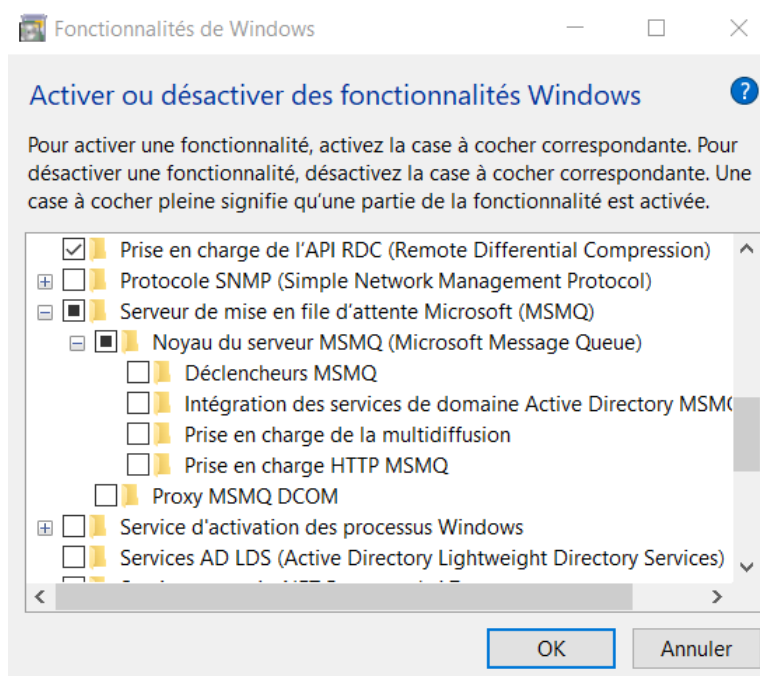 Fonctionnalités de Windows
Activer ou désactiver des fonctionnalités Windows
?
Pour activer une fonctionnalité, activez la case à cocher correspondante. Pour
désactiver une fonctionnalité, désactivez la case à cocher correspondante. Une
case à cocher pleine signifie qu’une partie de la fonctionnalité est activée.
Prise en charge de l’API RDC (Remote Differential Compression)
Protocole SNMP (Simple Network Management Protocol)
Serveur de mise en file d’attente Microsoft (MSMQ)
Noyau du serveur MSMQ (Microsoft Message Queue)
Déclencheurs MSMQ
Intégration des services de domaine Active Directory
Prise en charge de la multidiffusion
Prise en charge HTTP MSMQ
Proxy MSMQ DCOM
Service d'activation des processus Windows
Services AD LDS (Active Directory Lightweight Directory Services)
OK
Annuler